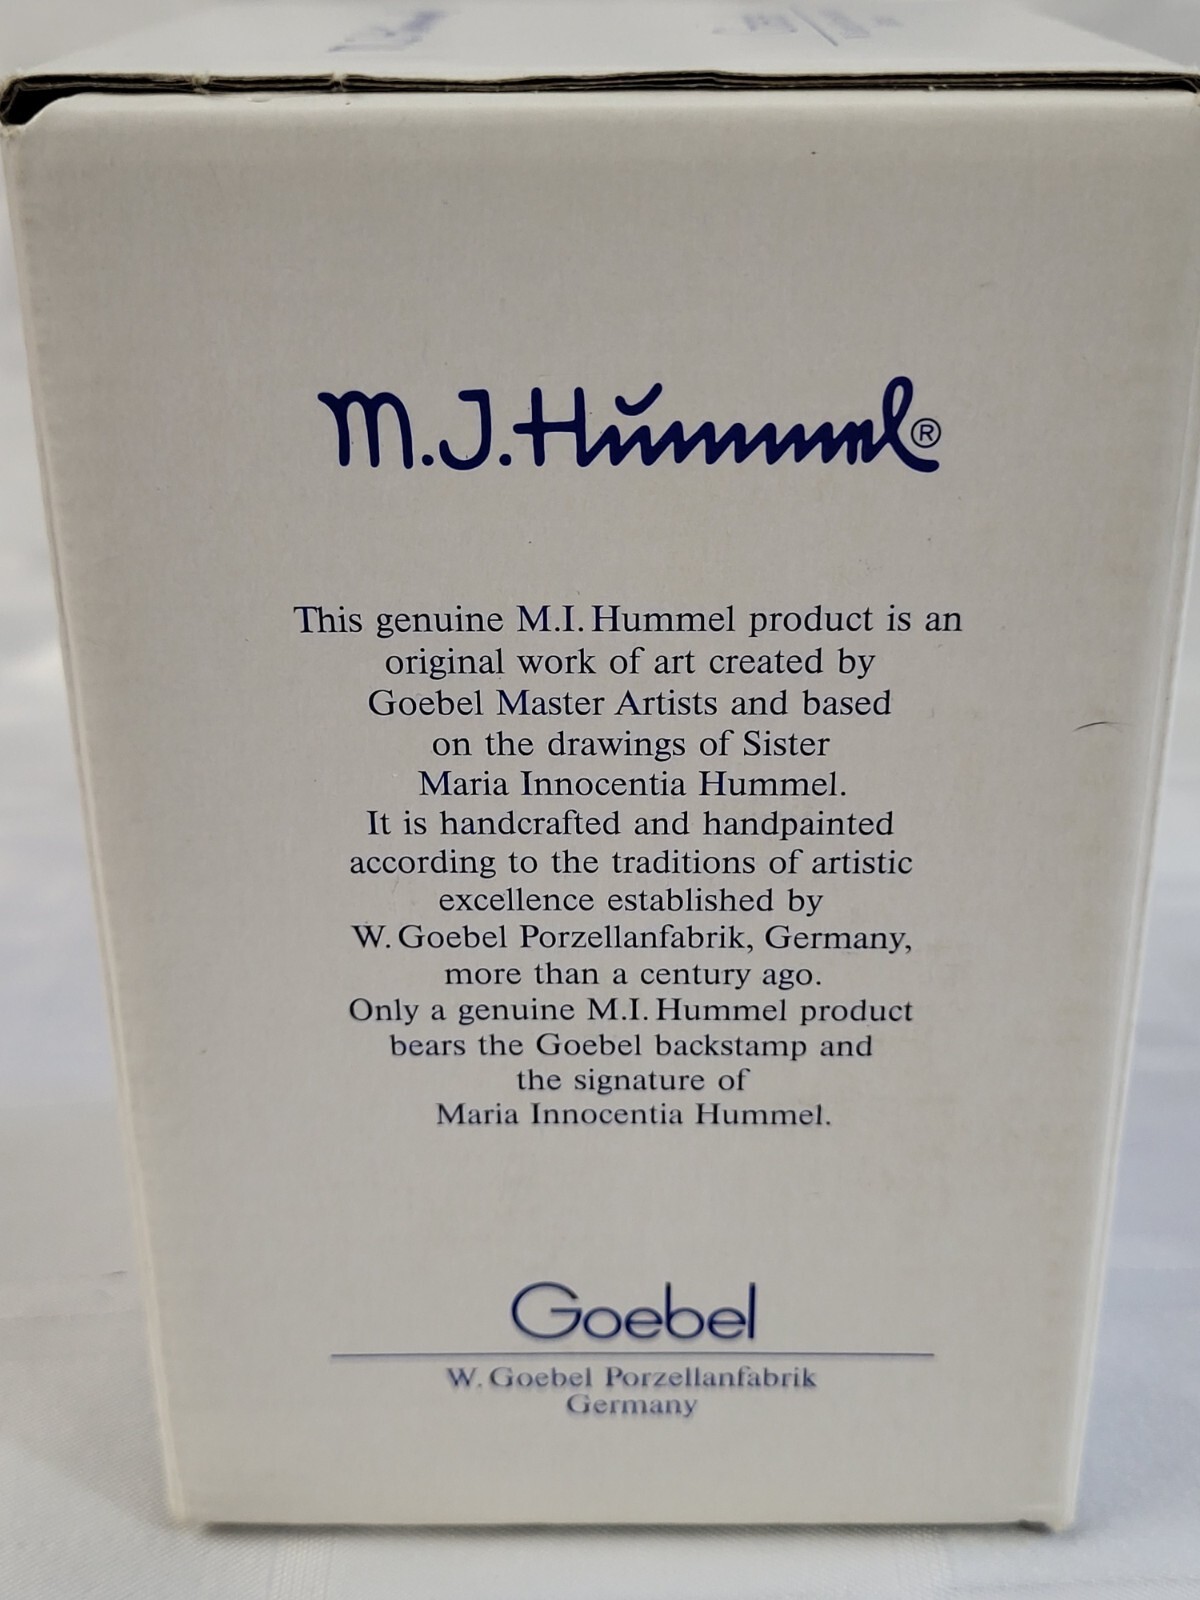 M.J. Hummel®
This genuine M.I. Hummel product is an
original work of art created by
Goebel Master Artists and based
on the drawings of Sister
Maria Innocentia Hummel.
It is handcrafted and handpainted
according to the traditions of artistic
excellence established by
W. Goebel Porzellanfabrik, Germany,
more than a century ago.
Only a genuine M.I. Hummel product
bears the Goebel backstamp and
the signature of
Maria Innocentia Hummel.
Goebel
W. Goebel Porzellanfabrik
Germany